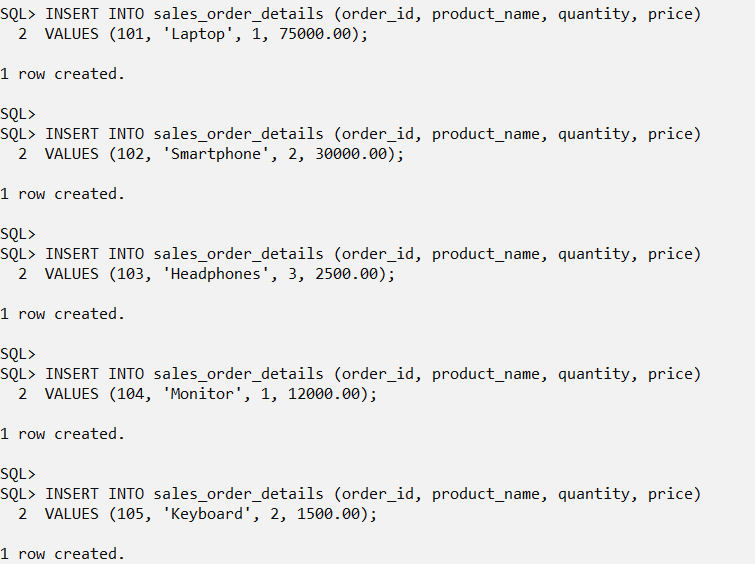 SQL> INSERT INTO sales_order_details (order_id, product_name, quantity, price)
  2  VALUES (101, 'Laptop', 1, 75000.00);
1 row created.
SQL>
SQL> INSERT INTO sales_order_details (order_id, product_name, quantity, price)
  2  VALUES (102, 'Smartphone', 2, 30000.00);
1 row created.
SQL>
SQL> INSERT INTO sales_order_details (order_id, product_name, quantity, price)
  2  VALUES (103, 'Headphones', 3, 2500.00);
1 row created.
SQL>
SQL> INSERT INTO sales_order_details (order_id, product_name, quantity, price)
  2  VALUES (104, 'Monitor', 1, 12000.00);
1 row created.
SQL>
SQL> INSERT INTO sales_order_details (order_id, product_name, quantity, price)
  2  VALUES (105, 'Keyboard', 2, 1500.00);
1 row created.